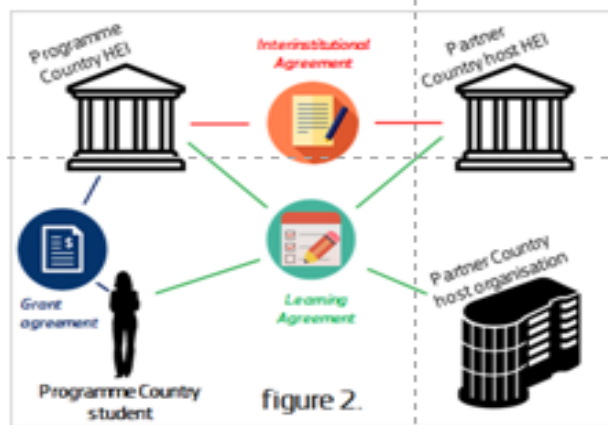 Programme
Country HEI
Interinstitutional
Agreement
Partner
Country host HEI
$
Grant
agreement
Learning
Agreement
Partner Country
host organisation
Programme Country
student
figure 2.